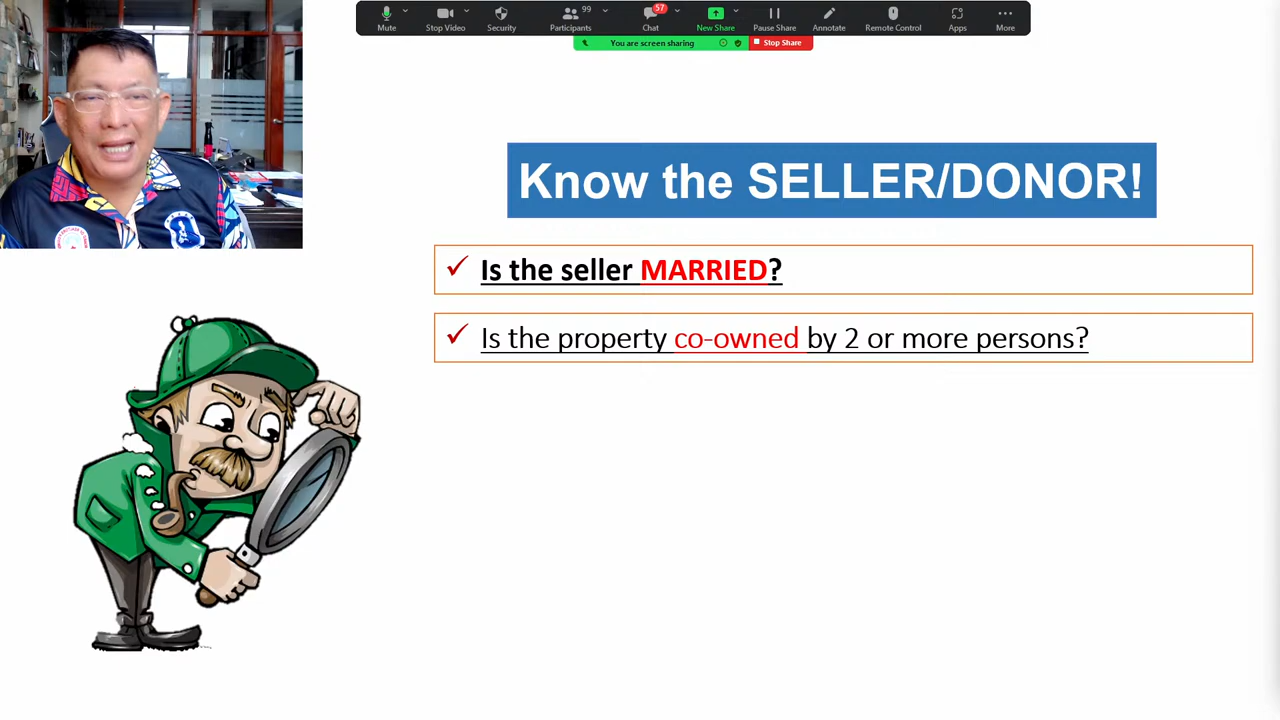 99
57
Mute
Stop Video
Security
Participants
Chat
New Share
Pause Share
Annotate
Remote Control
Apps
More
You are screen sharing
Stop Share
Know the SELLER/DONOR!
Is the seller MARRIED?
Is the property co-owned by 2 or more persons?